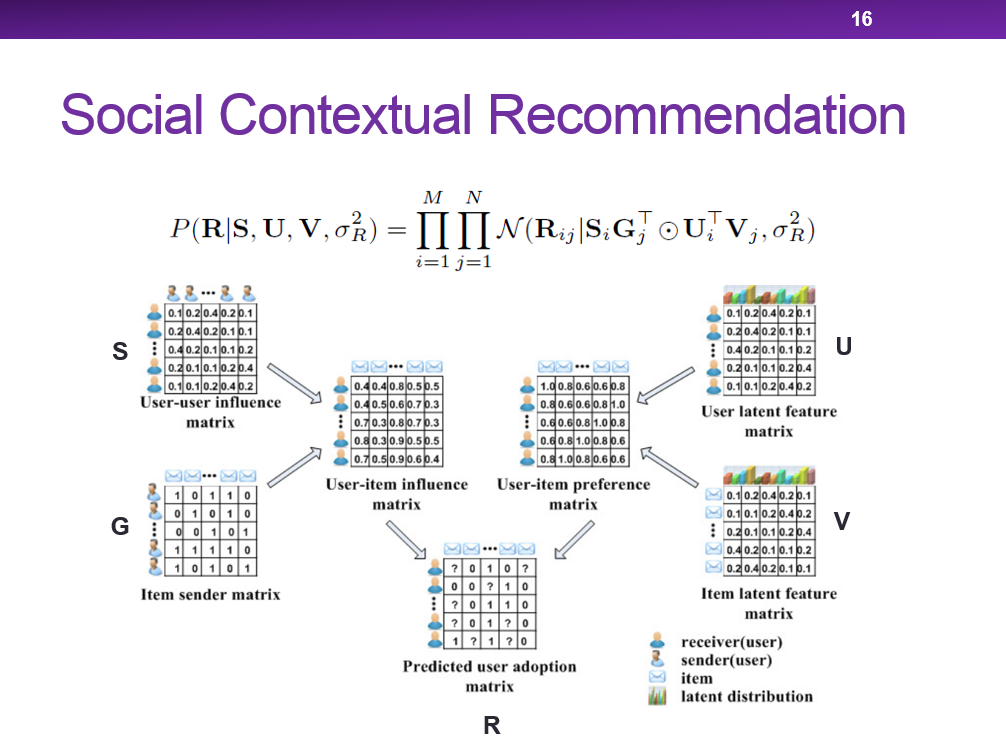 16
Social Contextual Recommendation
P(R|S, U, V, σ_R^2) = ∏_{i=1}^{M} ∏_{j=1}^{N} 𝒩(R_{ij}|S_i G_j^⊤ ⊙ U_i^⊤ V_j, σ_R^2)
S
0.1 0.2 0.4 0.2 0.1
0.2 0.4 0.2 0.1 0.1
0.4 0.2 0.1 0.1 0.2
0.2 0.1 0.1 0.2 0.4
0.1 0.1 0.2 0.4 0.2
User-user influence
matrix
G
1 0 1 1 0
0 1 0 1 0
0 0 1 0 1
1 1 1 1 0
1 0 1 0 1
Item sender matrix
0.4 0.4 0.8 0.5 0.5
0.4 0.5 0.6 0.7 0.3
0.7 0.3 0.8 0.7 0.3
0.8 0.3 0.9 0.5 0.5
0.7 0.5 0.9 0.6 0.4
User-item influence
matrix
1.0 0.8 0.6 0.6 0.8
0.8 0.6 0.6 0.8 1.0
0.6 0.6 0.8 1.0 0.8
0.6 0.8 1.0 0.8 0.6
0.8 1.0 0.8 0.6 0.6
User-item preference
matrix
U
0.1 0.2 0.4 0.2 0.1
0.2 0.4 0.2 0.1 0.1
0.4 0.2 0.1 0.1 0.2
0.2 0.1 0.1 0.2 0.4
0.1 0.1 0.2 0.4 0.2
User latent feature
matrix
V
0.1 0.2 0.4 0.2 0.1
0.1 0.1 0.2 0.4 0.2
0.2 0.1 0.1 0.2 0.4
0.4 0.2 0.1 0.1 0.2
0.2 0.4 0.2 0.1 0.1
Item latent feature
matrix
? 0 1 0 ?
0 0 ? 1 0
? 0 1 1 0
? 0 1 ? 0
1 ? 1 ? 0
Predicted user adoption
matrix
R
receiver(user)
sender(user)
item
latent distribution